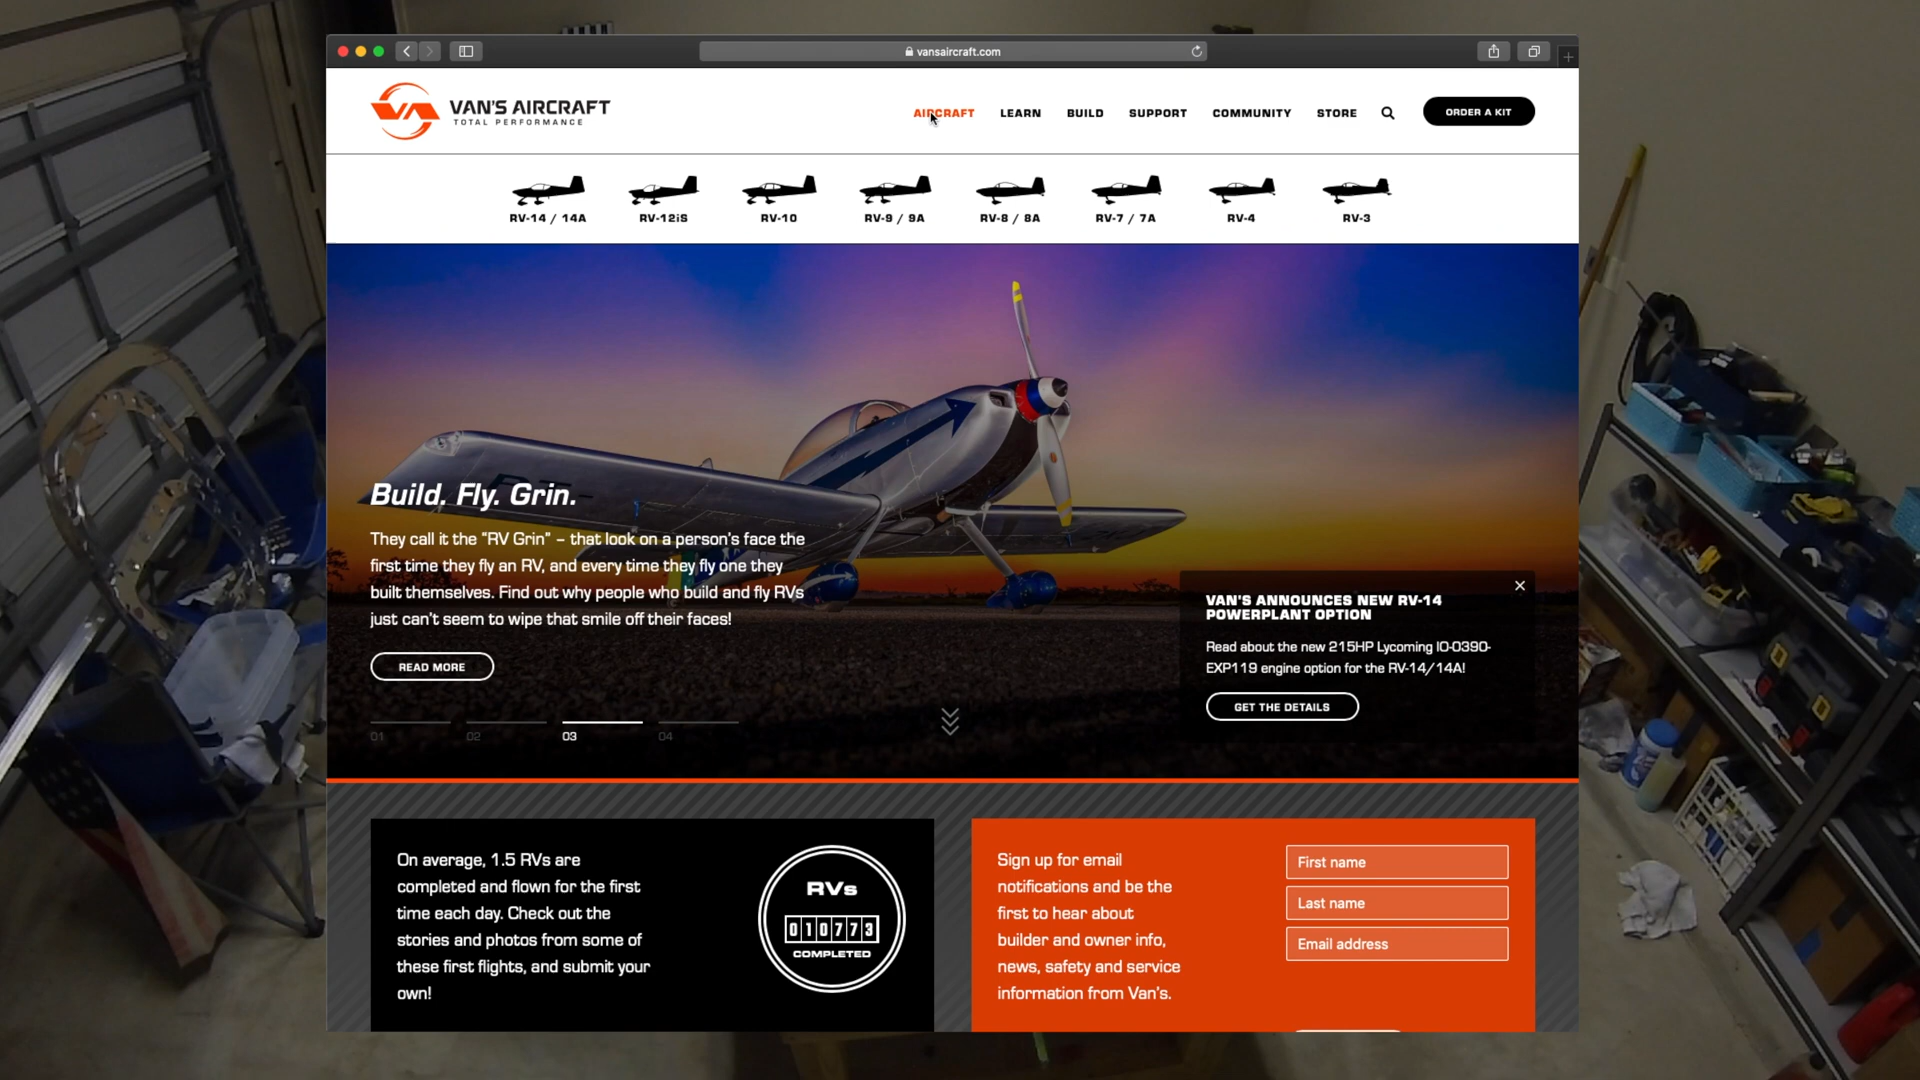 vansaircraft.com
VAN'S AIRCRAFT
TOTAL PERFORMANCE
AIRCRAFT LEARN BUILD SUPPORT COMMUNITY STORE ORDER A KIT
RV-14 / 14A RV-12iS RV-10 RV-9 / 9A RV-8 / 8A RV-7 / 7A RV-4 RV-3
Build. Fly. Grin.
They call it the "RV Grin" – that look on a person's face the
first time they fly an RV, and every time they fly one they
built themselves. Find out why people who build and fly RVs
just can't seem to wipe that smile off their faces!
READ MORE
01 02 03 04
VAN'S ANNOUNCES NEW RV-14
POWERPLANT OPTION
Read about the new 215HP Lycoming IO-0390-
EXP119 engine option for the RV-14/14A!
GET THE DETAILS
On average, 1.5 RVs are
completed and flown for the first
time each day. Check out the
stories and photos from some of
these first flights, and submit your
own!
RVs
010773
COMPLETED
Sign up for email
notifications and be the
first to hear about
builder and owner info,
news, safety and service
information from Van's.
First name
Last name
Email address